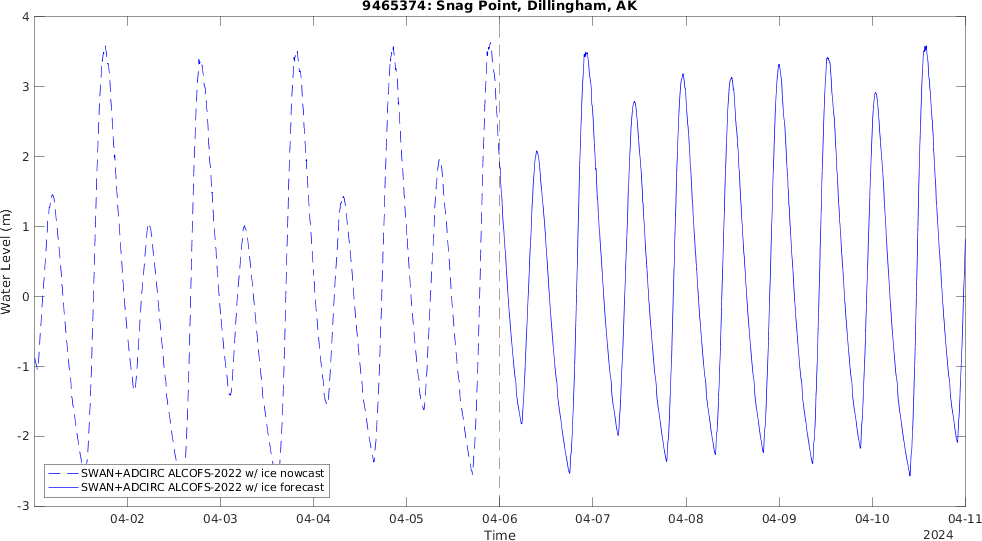 9465374: Snag Point, Dillingham, AK
4
3
2
1
0
-1
-2
-3
Water Level (m)
SWAN+ADCIRC ALCOFS-2022 w/ ice nowcast
SWAN+ADCIRC ALCOFS-2022 w/ ice forecast
04-02 04-03 04-04 04-05 04-06 04-07 04-08 04-09 04-10 04-11
Time
2024